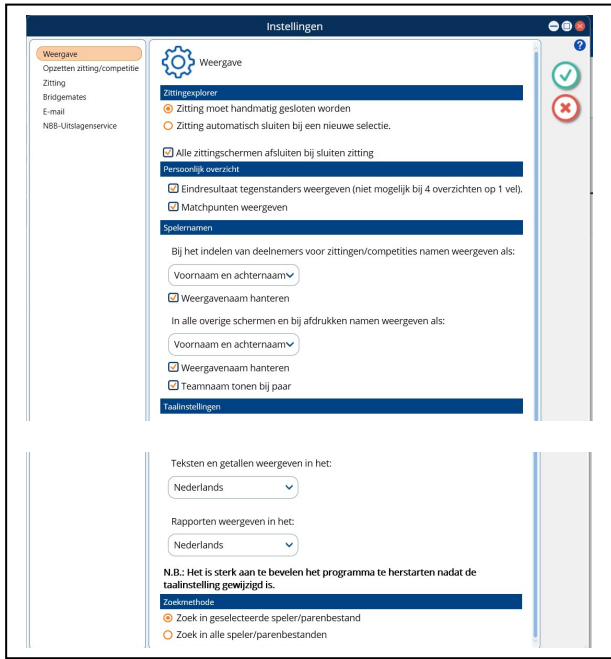 Instellingen
Weergave
Opzetten zitting/competitie
Zitting
Bridgemates
E-mail
NBB-Uitslagenservice
Weergave
Zittingexplorer
Zitting moet handmatig gesloten worden
Zitting automatisch sluiten bij een nieuwe selectie.
Alle zittingschermen afsluiten bij sluiten zitting
Persoonlijk overzicht
Eindresultaat tegenstanders weergeven (niet mogelijk bij 4 overzichten op 1 vel).
Matchpunten weergeven
Spelernamen
Bij het indelen van deelnemers voor zittingen/competities namen weergeven als:
Voornaam en achternaam
Weergavenaam hanteren
In alle overige schermen en bij afdrukken namen weergeven als:
Voornaam en achternaam
Weergavenaam hanteren
Teamnaam tonen bij paar
Taalinstellingen
Teksten en getallen weergeven in het:
Nederlands
Rapporten weergeven in het:
Nederlands
N.B.: Het is sterk aan te bevelen het programma te herstarten nadat de
taalinstelling gewijzigd is.
Zoekmethode
Zoek in geselecteerde speler/parenbestand
Zoek in alle speler/parenbestanden